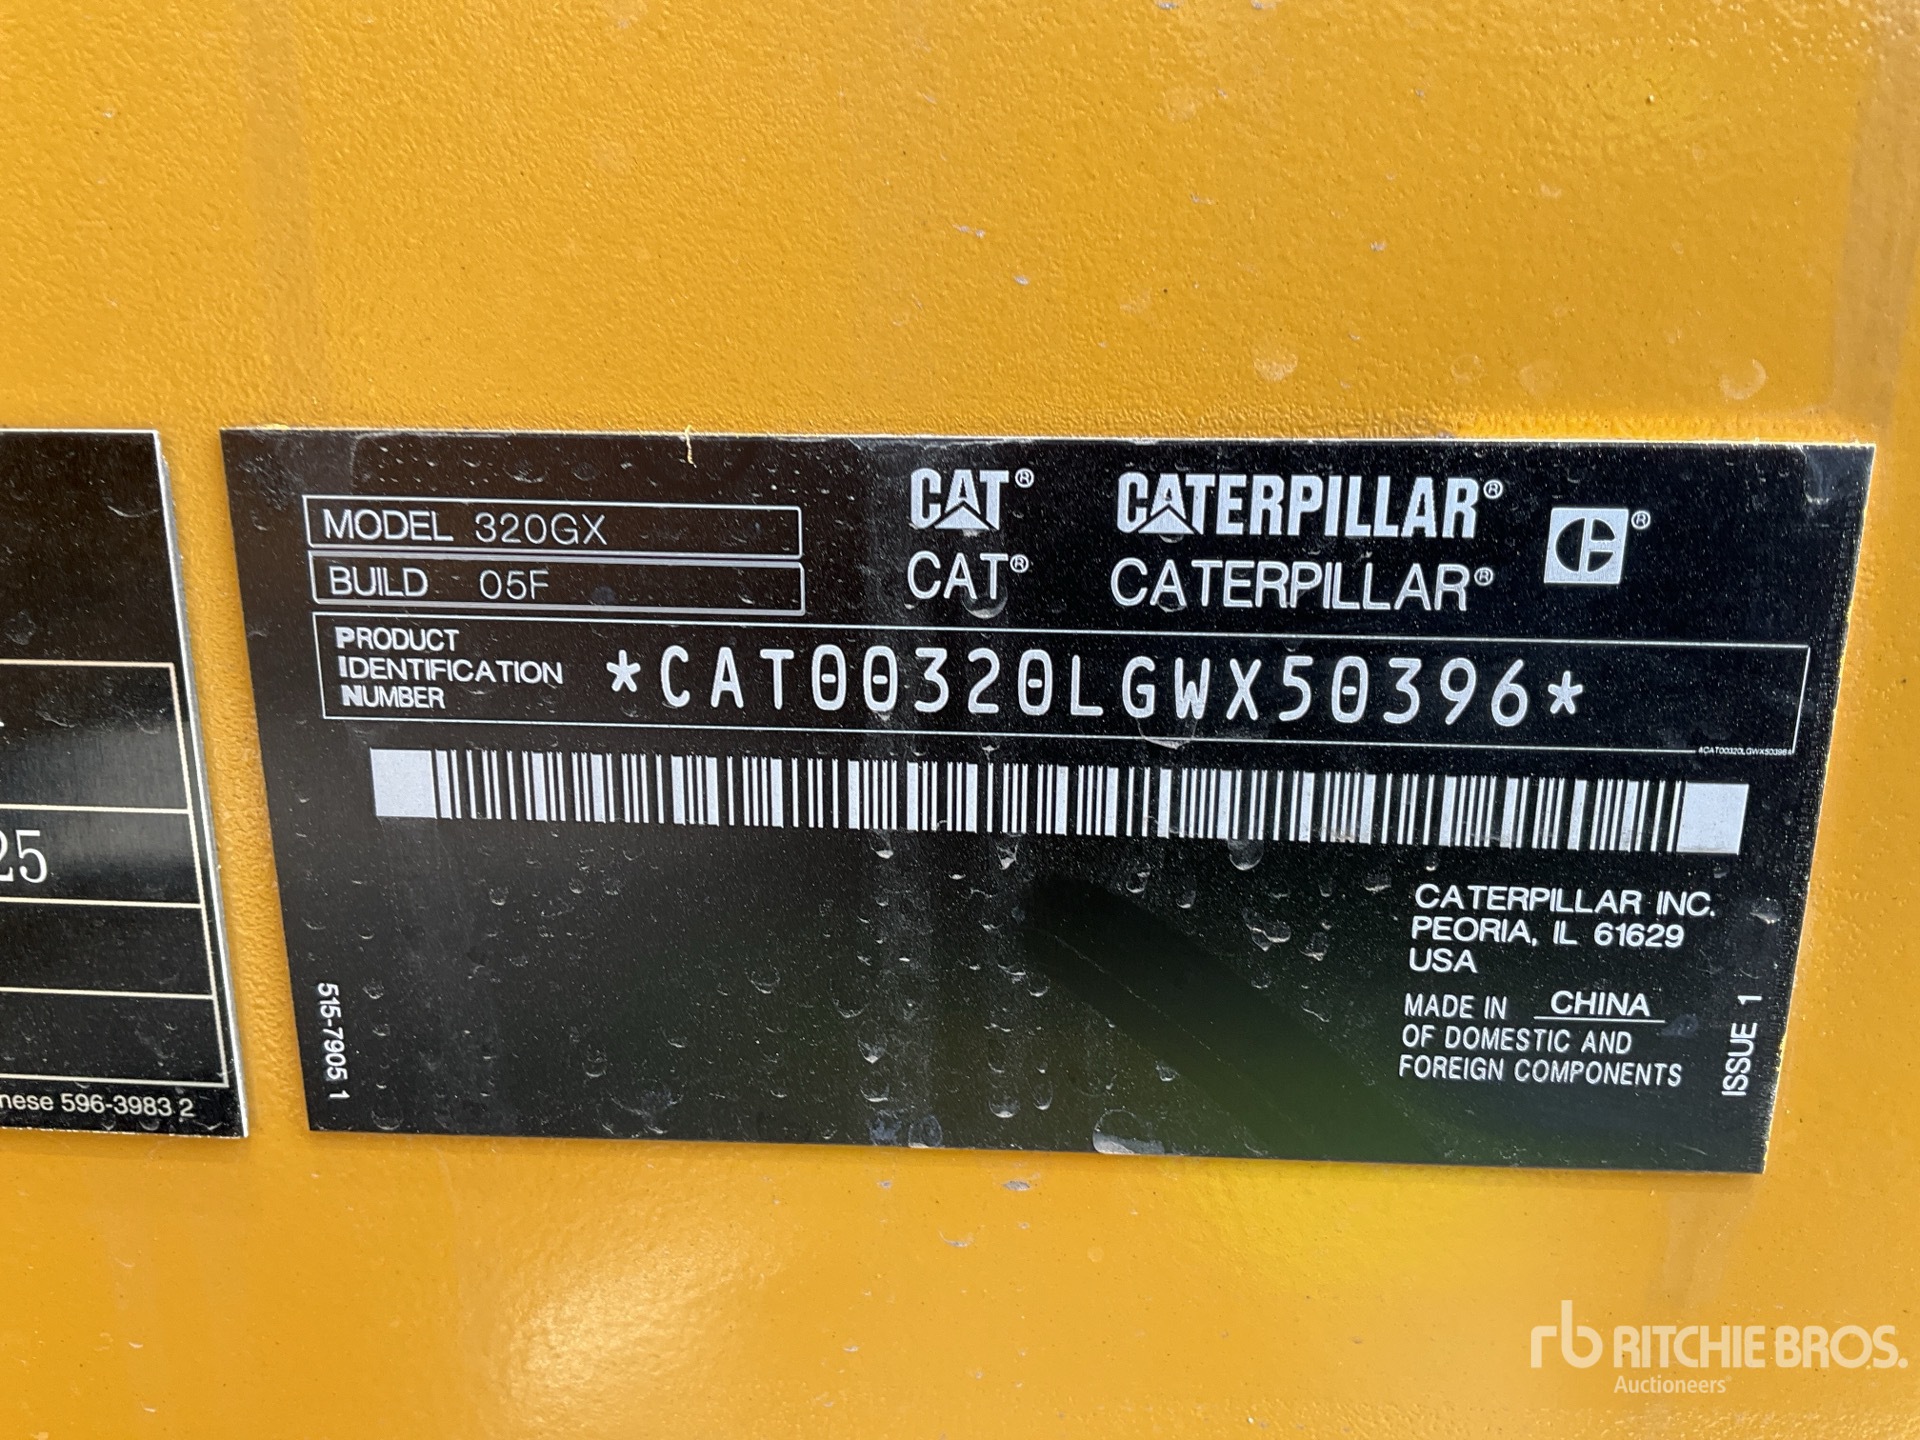 25
nese 596-3983 2
MODEL 320GX
BUILD 05F
CAT® CATERPILLAR® C®
CAT® CATERPILLAR®
PRODUCT
IDENTIFICATION
NUMBER
*CAT00320LGWX50396*
*CAT00320LGWX50396*
CATERPILLAR INC.
PEORIA, IL 61629
USA
MADE IN CHINA
OF DOMESTIC AND
FOREIGN COMPONENTS
515-7905 1
ISSUE 1
rb RITCHIE BROS.
Auctioneers